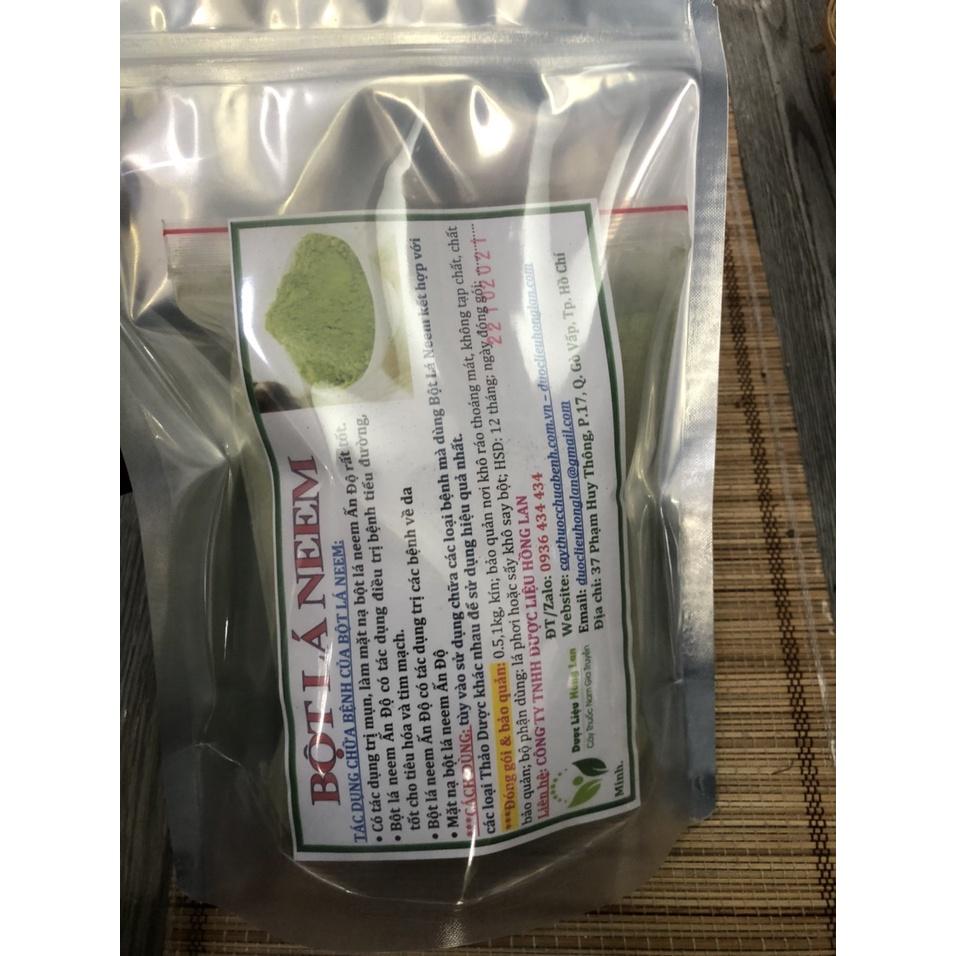 BỘT LÁ NEEM
TÁC DỤNG CHỮA BỆNH CỦA BỘT LÁ NEEM:
• Có tác dụng trị mụn, làm mặt nạ bột lá neem Ấn Độ rất tốt.
• Bột lá neem Ấn Độ có tác dụng điều trị bệnh tiểu đường,
tốt cho tiêu hóa và tim mạch.
• Bột lá neem Ấn Độ có tác dụng trị các bệnh về da
• Mặt nạ bột lá neem Ấn Độ
***CÁCH DÙNG: tùy vào sử dụng chữa các loại bệnh mà dùng Bột Lá Neem kết hợp với
các loại Thảo Dược khác nhau để sử dụng hiệu quả nhất.
***Đóng gói & bảo quản: 0.5,1kg, kín; bảo quản nơi khô ráo thoáng mát, không tạp chất, chất
bảo quản; bộ phận dùng: lá phơi hoặc sấy khô say bột; HSD: 12 tháng; ngày đóng gói: ............
22 10 2021
Liên hệ: CÔNG TY TNHH DƯỢC LIỆU HỒNG LAN
ĐT/Zalo: 0936 434 434
Website: caythuocchuabenh.com.vn – duoclieuhonglan.com
Email: duoclieuhonglan@gmail.com
Địa chỉ: 37 Phạm Huy Thông, P.17, Q. Gò Vấp, Tp. Hồ Chí
Minh.
Dược Liệu Hồng Lan
Cây Thuốc Nam Gia Truyền